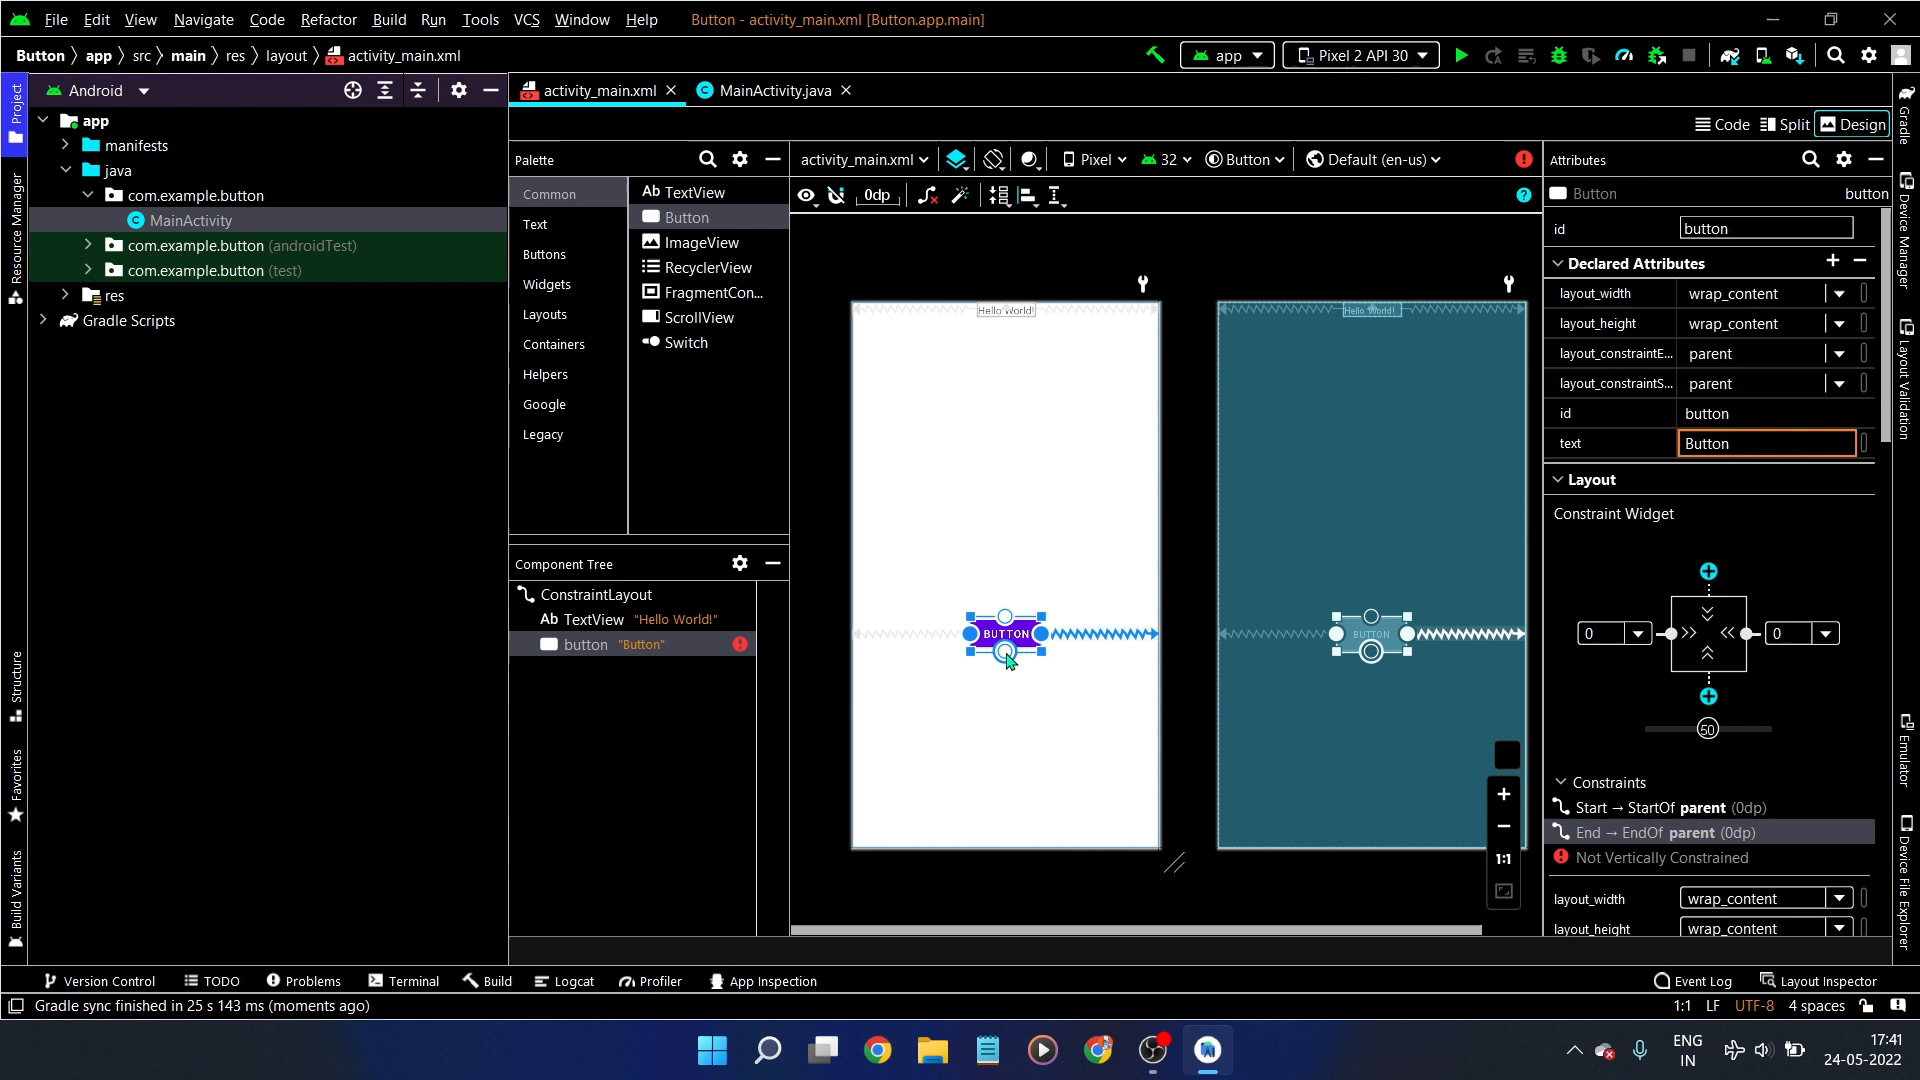 File Edit View Navigate Code Refactor Build Run Tools VCS Window Help Button - activity_main.xml [Button.app.main]
Button app src main res layout activity_main.xml app Pixel 2 API 30
Project
Resource Manager
Structure
Favorites
Build Variants
Android
app
manifests
java
com.example.button
MainActivity
com.example.button (androidTest)
com.example.button (test)
res
Gradle Scripts
activity_main.xml MainActivity.java
Code Split Design
Palette
Common
Text
Buttons
Widgets
Layouts
Containers
Helpers
Google
Legacy
Ab TextView
Button
ImageView
RecyclerView
FragmentCon...
ScrollView
Switch
Component Tree
ConstraintLayout
Ab TextView "Hello World!"
button "Button"
activity_main.xml Pixel 32 Button Default (en-us)
0dp
Hello World!
BUTTON
Hello World!
BUTTON
1:1
Attributes
Button button
id button
Declared Attributes
layout_width wrap_content
layout_height wrap_content
layout_constraintE... parent
layout_constraintS... parent
id button
text Button
Layout
Constraint Widget
0 0
50
Constraints
Start → StartOf parent (0dp)
End → EndOf parent (0dp)
Not Vertically Constrained
layout_width wrap_content
layout_height wrap_content
Gradle
Device Manager
Layout Validation
Emulator
Device File Explorer
Version Control TODO Problems Terminal Build Logcat Profiler App Inspection Event Log Layout Inspector
Gradle sync finished in 25 s 143 ms (moments ago) 1:1 LF UTF-8 4 spaces
ENG
IN
17:41
24-05-2022